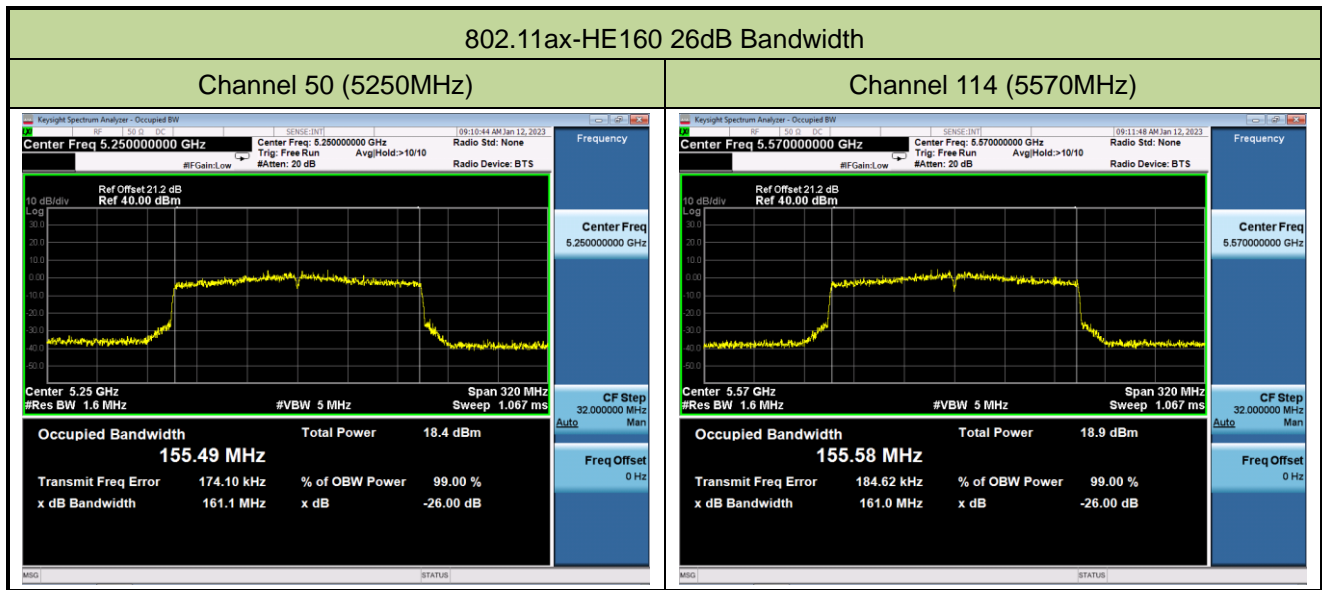 802.11ax-HE160 26dB Bandwidth
Channel 50 (5250MHz)
Channel 114 (5570MHz)
Keysight Spectrum Analyzer - Occupied BW
RF 50 Ω DC SENSE:INT 09:10:44 AM Jan 12, 2023
Center Freq 5.250000000 GHz
Center Freq: 5.250000000 GHz
Radio Std: None
Trig: Free Run Avg|Hold:>10/10
#IFGain:Low
#Atten: 20 dB
Radio Device: BTS
Ref Offset 21.2 dB
10 dB/div Ref 40.00 dBm
Log
30.0
20.0
10.0
0.00
-10.0
-20.0
-30.0
-40.0
-50.0
Center 5.25 GHz Span 320 MHz
#Res BW 1.6 MHz #VBW 5 MHz Sweep 1.067 ms
Occupied Bandwidth Total Power 18.4 dBm
155.49 MHz
Transmit Freq Error 174.10 kHz % of OBW Power 99.00 %
x dB Bandwidth 161.1 MHz x dB -26.00 dB
MSG STATUS
Frequency
Center Freq
5.250000000 GHz
CF Step
32.000000 MHz
Auto Man
Freq Offset
0 Hz
Keysight Spectrum Analyzer - Occupied BW
RF 50 Ω DC SENSE:INT 09:11:48 AM Jan 12, 2023
Center Freq 5.570000000 GHz
Center Freq: 5.570000000 GHz
Radio Std: None
Trig: Free Run Avg|Hold:>10/10
#IFGain:Low
#Atten: 20 dB
Radio Device: BTS
Ref Offset 21.2 dB
10 dB/div Ref 40.00 dBm
Log
30.0
20.0
10.0
0.00
-10.0
-20.0
-30.0
-40.0
-50.0
Center 5.57 GHz Span 320 MHz
#Res BW 1.6 MHz #VBW 5 MHz Sweep 1.067 ms
Occupied Bandwidth Total Power 18.9 dBm
155.58 MHz
Transmit Freq Error 184.62 kHz % of OBW Power 99.00 %
x dB Bandwidth 161.0 MHz x dB -26.00 dB
MSG STATUS
Frequency
Center Freq
5.570000000 GHz
CF Step
32.000000 MHz
Auto Man
Freq Offset
0 Hz